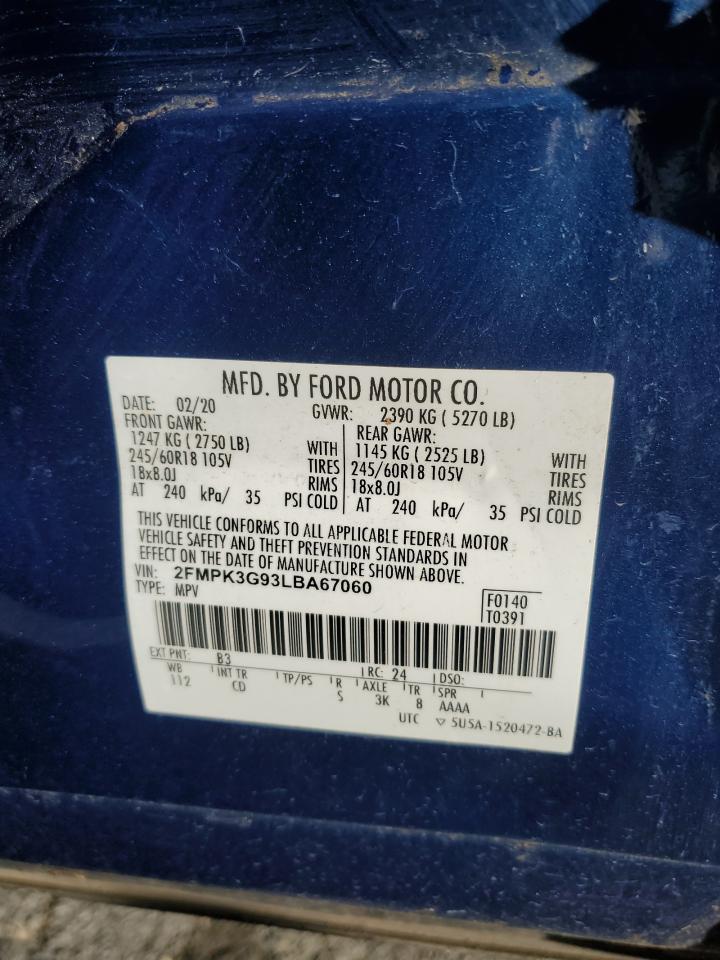 MFD. BY FORD MOTOR CO.
DATE: 02/20 GVWR: 2390 KG ( 5270 LB)
FRONT GAWR: REAR GAWR:
1247 KG ( 2750 LB) WITH 1145 KG ( 2525 LB) WITH
245/60R18 105V TIRES 245/60R18 105V TIRES
18x8.0J RIMS 18x8.0J RIMS
AT 240 kPa/ 35 PSI COLD AT 240 kPa/ 35 PSI COLD
THIS VEHICLE CONFORMS TO ALL APPLICABLE FEDERAL MOTOR
VEHICLE SAFETY AND THEFT PREVENTION STANDARDS IN
EFFECT ON THE DATE OF MANUFACTURE SHOWN ABOVE.
VIN: 2FMPK3G93LBA67060
TYPE: MPV F0140
T0391
EXT PNT: B3 RC: 24 DSO:
WB INT TR TP/PS R AXLE TR SPR
112 CD S 3K 8 AAAA
UTC ▽ 5U5A-1520472-BA